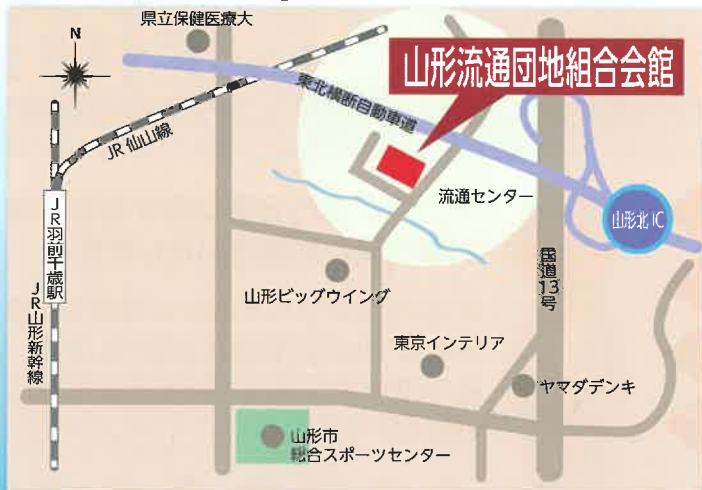 県立保健医療大
N
山形流通団地組合会館
東北横断自動車道
JR仙山線
流通センター
山形北IC
JR羽前千歳駅
国道13号
山形ビッグウイング
JR山形新幹線
東京インテリア
ヤマダデンキ
山形市
総合スポーツセンター